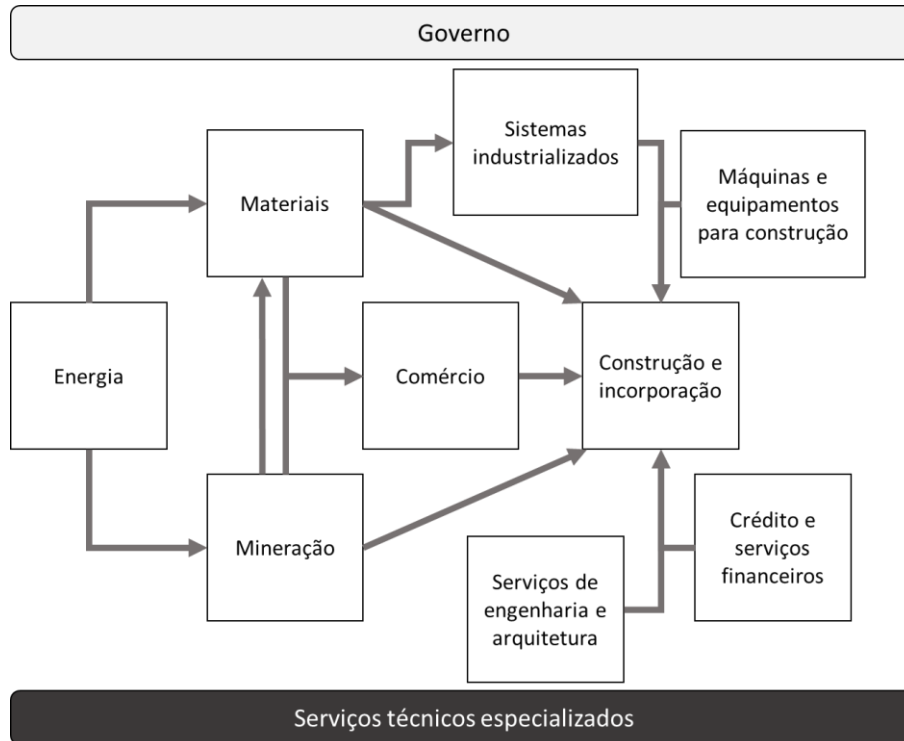 Governo
Sistemas
industrializados
Máquinas e
equipamentos
para construção
Materiais
Energia
Comércio
Construção e
incorporação
Mineração
Serviços de
engenharia e
arquitetura
Crédito e
serviços
financeiros
Serviços técnicos especializados